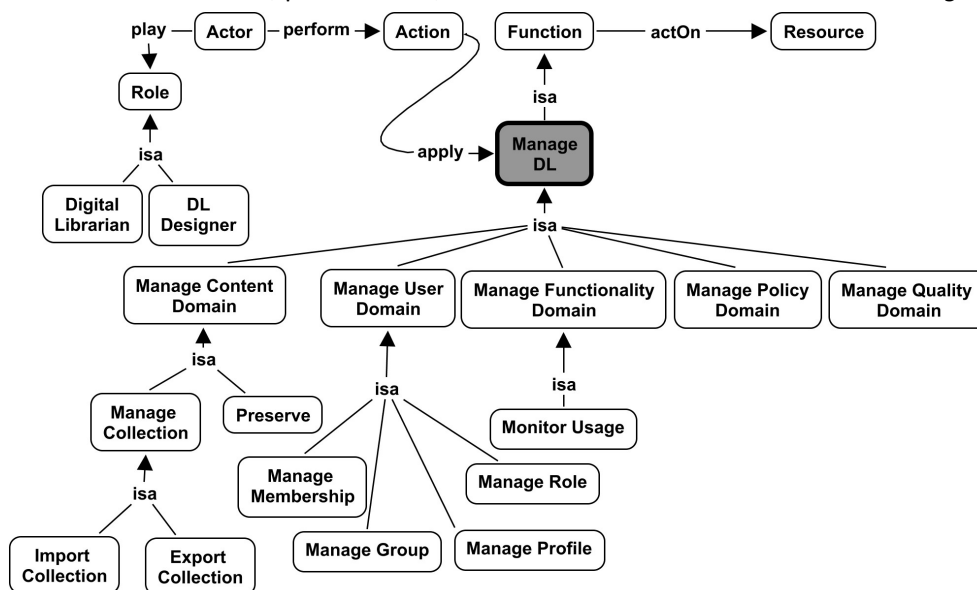 play
Actor
perform
Action
Function
actOn
Resource
Role
isa
apply
Manage
DL
isa
Digital
Librarian
DL
Designer
isa
Manage Content
Domain
Manage User
Domain
Manage Functionality
Domain
Manage Policy
Domain
Manage Quality
Domain
isa
isa
isa
Manage
Collection
Preserve
Monitor Usage
isa
Manage
Membership
Manage Role
Import
Collection
Export
Collection
Manage Group
Manage Profile